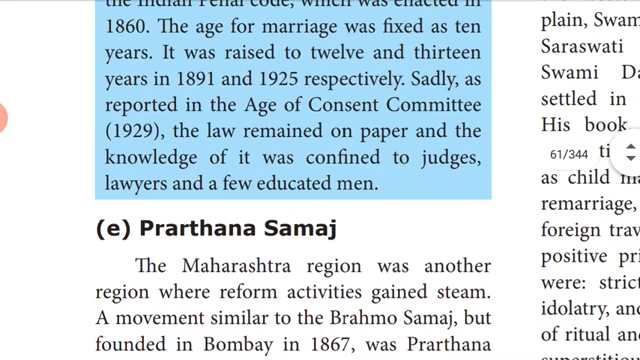 the Indian Penal code, which was enacted in
1860. The age for marriage was fixed as ten
years. It was raised to twelve and thirteen
years in 1891 and 1925 respectively. Sadly, as
reported in the Age of Consent Committee
(1929), the law remained on paper and the
knowledge of it was confined to judges,
lawyers and a few educated men.
(e) Prarthana Samaj
The Maharashtra region was another
region where reform activities gained steam.
A movement similar to the Brahmo Samaj, but
founded in Bombay in 1867, was Prarthana
plain, Swam
Saraswati
Swami Da
settled in
His book
61/344
as child ma
remarriage,
foreign trav
positive pri
were: strict
idolatry, and
of ritual and